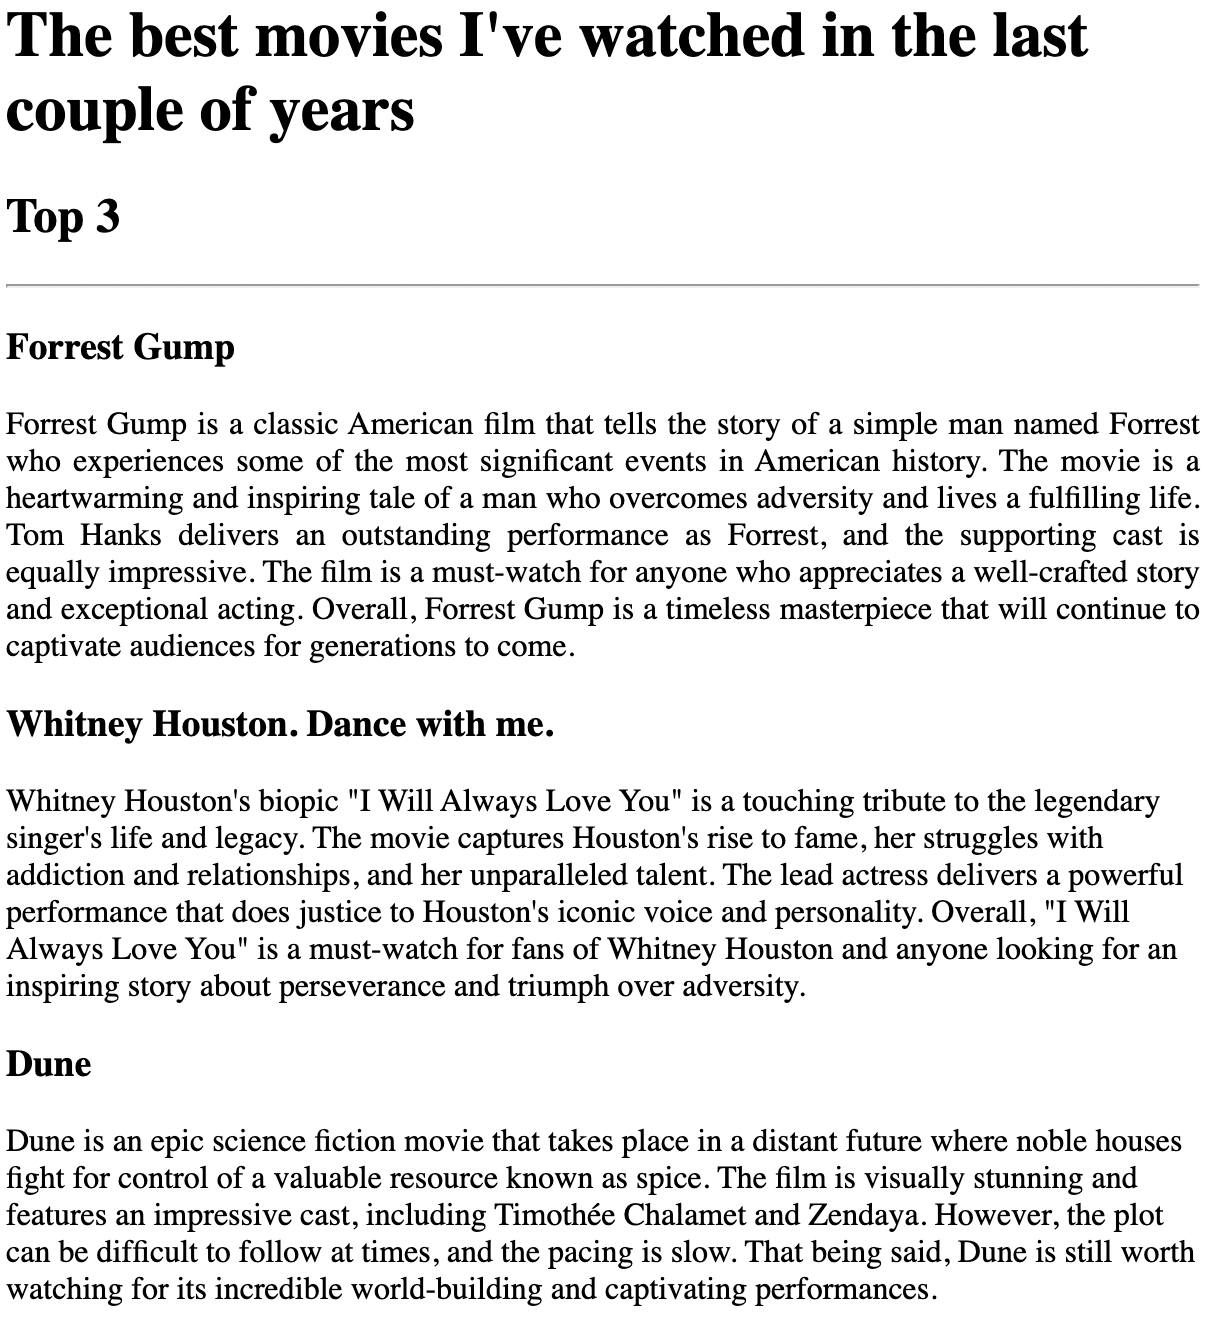 The best movies I've watched in the last
couple of years
Top 3
Forrest Gump
Forrest Gump is a classic American film that tells the story of a simple man named Forrest
who experiences some of the most significant events in American history. The movie is a
heartwarming and inspiring tale of a man who overcomes adversity and lives a fulfilling life.
Tom Hanks delivers an outstanding performance as Forrest, and the supporting cast is
equally impressive. The film is a must-watch for anyone who appreciates a well-crafted story
and exceptional acting. Overall, Forrest Gump is a timeless masterpiece that will continue to
captivate audiences for generations to come.
Whitney Houston. Dance with me.
Whitney Houston's biopic "I Will Always Love You" is a touching tribute to the legendary
singer's life and legacy. The movie captures Houston's rise to fame, her struggles with
addiction and relationships, and her unparalleled talent. The lead actress delivers a powerful
performance that does justice to Houston's iconic voice and personality. Overall, "I Will
Always Love You" is a must-watch for fans of Whitney Houston and anyone looking for an
inspiring story about perseverance and triumph over adversity.
Dune
Dune is an epic science fiction movie that takes place in a distant future where noble houses
fight for control of a valuable resource known as spice. The film is visually stunning and
features an impressive cast, including Timothée Chalamet and Zendaya. However, the plot
can be difficult to follow at times, and the pacing is slow. That being said, Dune is still worth
watching for its incredible world-building and captivating performances.